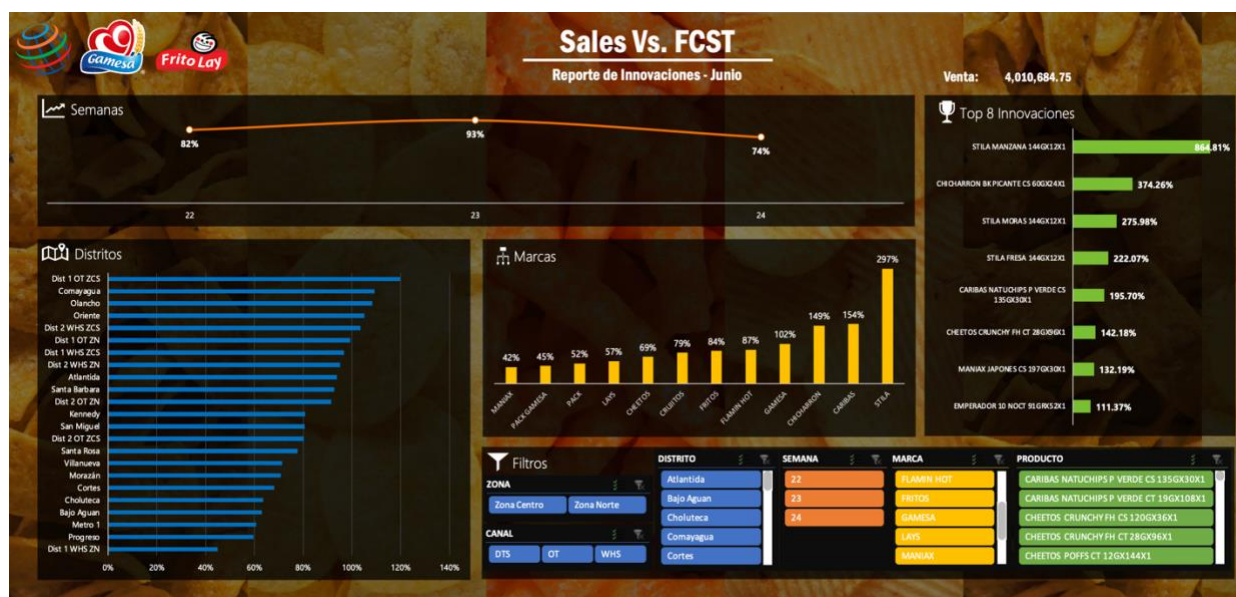 Gamesa
Frito Lay
Sales Vs. FCST
Reporte de Innovaciones - Junio
Venta: 4,010,684.75
Semanas
82%
93%
74%
22
23
24
Top 8 Innovaciones
STILA MANZANA 144GX12X1
864.81%
CHICHARRON BK PICANTE CS 60GX24X1
374.26%
STILA MORAS 144GX12X1
275.98%
STILA FRESA 144GX12X1
222.07%
CARIBAS NATUCHIPS P VERDE CS
135GX30X1
195.70%
CHEETOS CRUNCHY FH CT 28GX96X1
142.18%
MANIAX JAPONES CS 197GX30X1
132.19%
EMPERADOR 10 NOCT 91GRX52X1
111.37%
Distritos
Dist 1 OT ZCS
Comayagua
Olancho
Oriente
Dist 2 WHS ZCS
Dist 1 OT ZN
Dist 1 WHS ZCS
Dist 2 WHS ZN
Atlantida
Santa Barbara
Dist 2 OT ZN
Kennedy
San Miguel
Dist 2 OT ZCS
Santa Rosa
Villanueva
Morazán
Cortes
Choluteca
Bajo Aguan
Metro 1
Progreso
Dist 1 WHS ZN
0% 20% 40% 60% 80% 100% 120% 140%
Marcas
42%
45%
52%
57%
69%
79%
84%
87%
102%
149%
154%
297%
MANIAX
PACK GAMESA
PACK
LAYS
CHEETOS
CRUJITOS
FRITOS
FLAMIN HOT
GAMESA
CHICHARRON
CARIBAS
STILA
Filtros
ZONA
Zona Centro
Zona Norte
CANAL
DTS
OT
WHS
DISTRITO
Atlantida
Bajo Aguan
Choluteca
Comayagua
Cortes
SEMANA
22
23
24
MARCA
FLAMIN HOT
FRITOS
GAMESA
LAYS
MANIAX
PRODUCTO
CARIBAS NATUCHIPS P VERDE CS 135GX30X1
CARIBAS NATUCHIPS P VERDE CT 19GX108X1
CHEETOS CRUNCHY FH CS 120GX36X1
CHEETOS CRUNCHY FH CT 28GX96X1
CHEETOS POFFS CT 12GX144X1